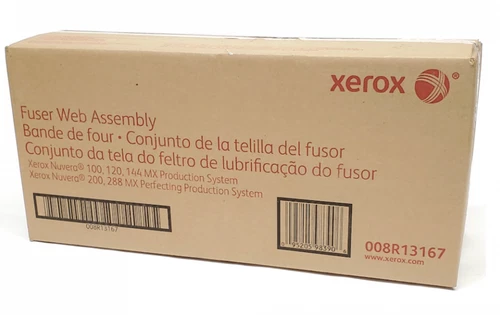 xerox
Fuser Web Assembly
Bande de four • Conjunto de la telilla del fusor
Conjunto da tela do feltro de lubrificação do fusor
Xerox Nuvera® 100, 120, 144 MX Production System
Xerox Nuvera® 200, 288 MX Perfecting Production System
008R13167
008R13167
www.xerox.com